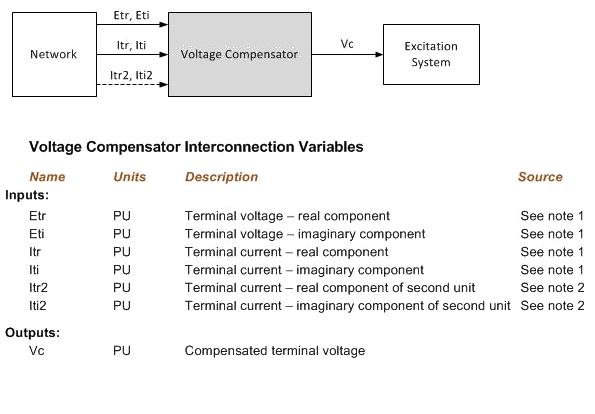 Etr, Eti
Network
Itr, Iti
Voltage Compensator
Vc
Excitation
System
Itr2, Iti2
Voltage Compensator Interconnection Variables
Name Units Description Source
Inputs:
Etr PU Terminal voltage – real component See note 1
Eti PU Terminal voltage – imaginary component See note 1
Itr PU Terminal current – real component See note 1
Iti PU Terminal current – imaginary component See note 1
Itr2 PU Terminal current – real component of second unit See note 2
Iti2 PU Terminal current – imaginary component of second unit See note 2
Outputs:
Vc PU Compensated terminal voltage